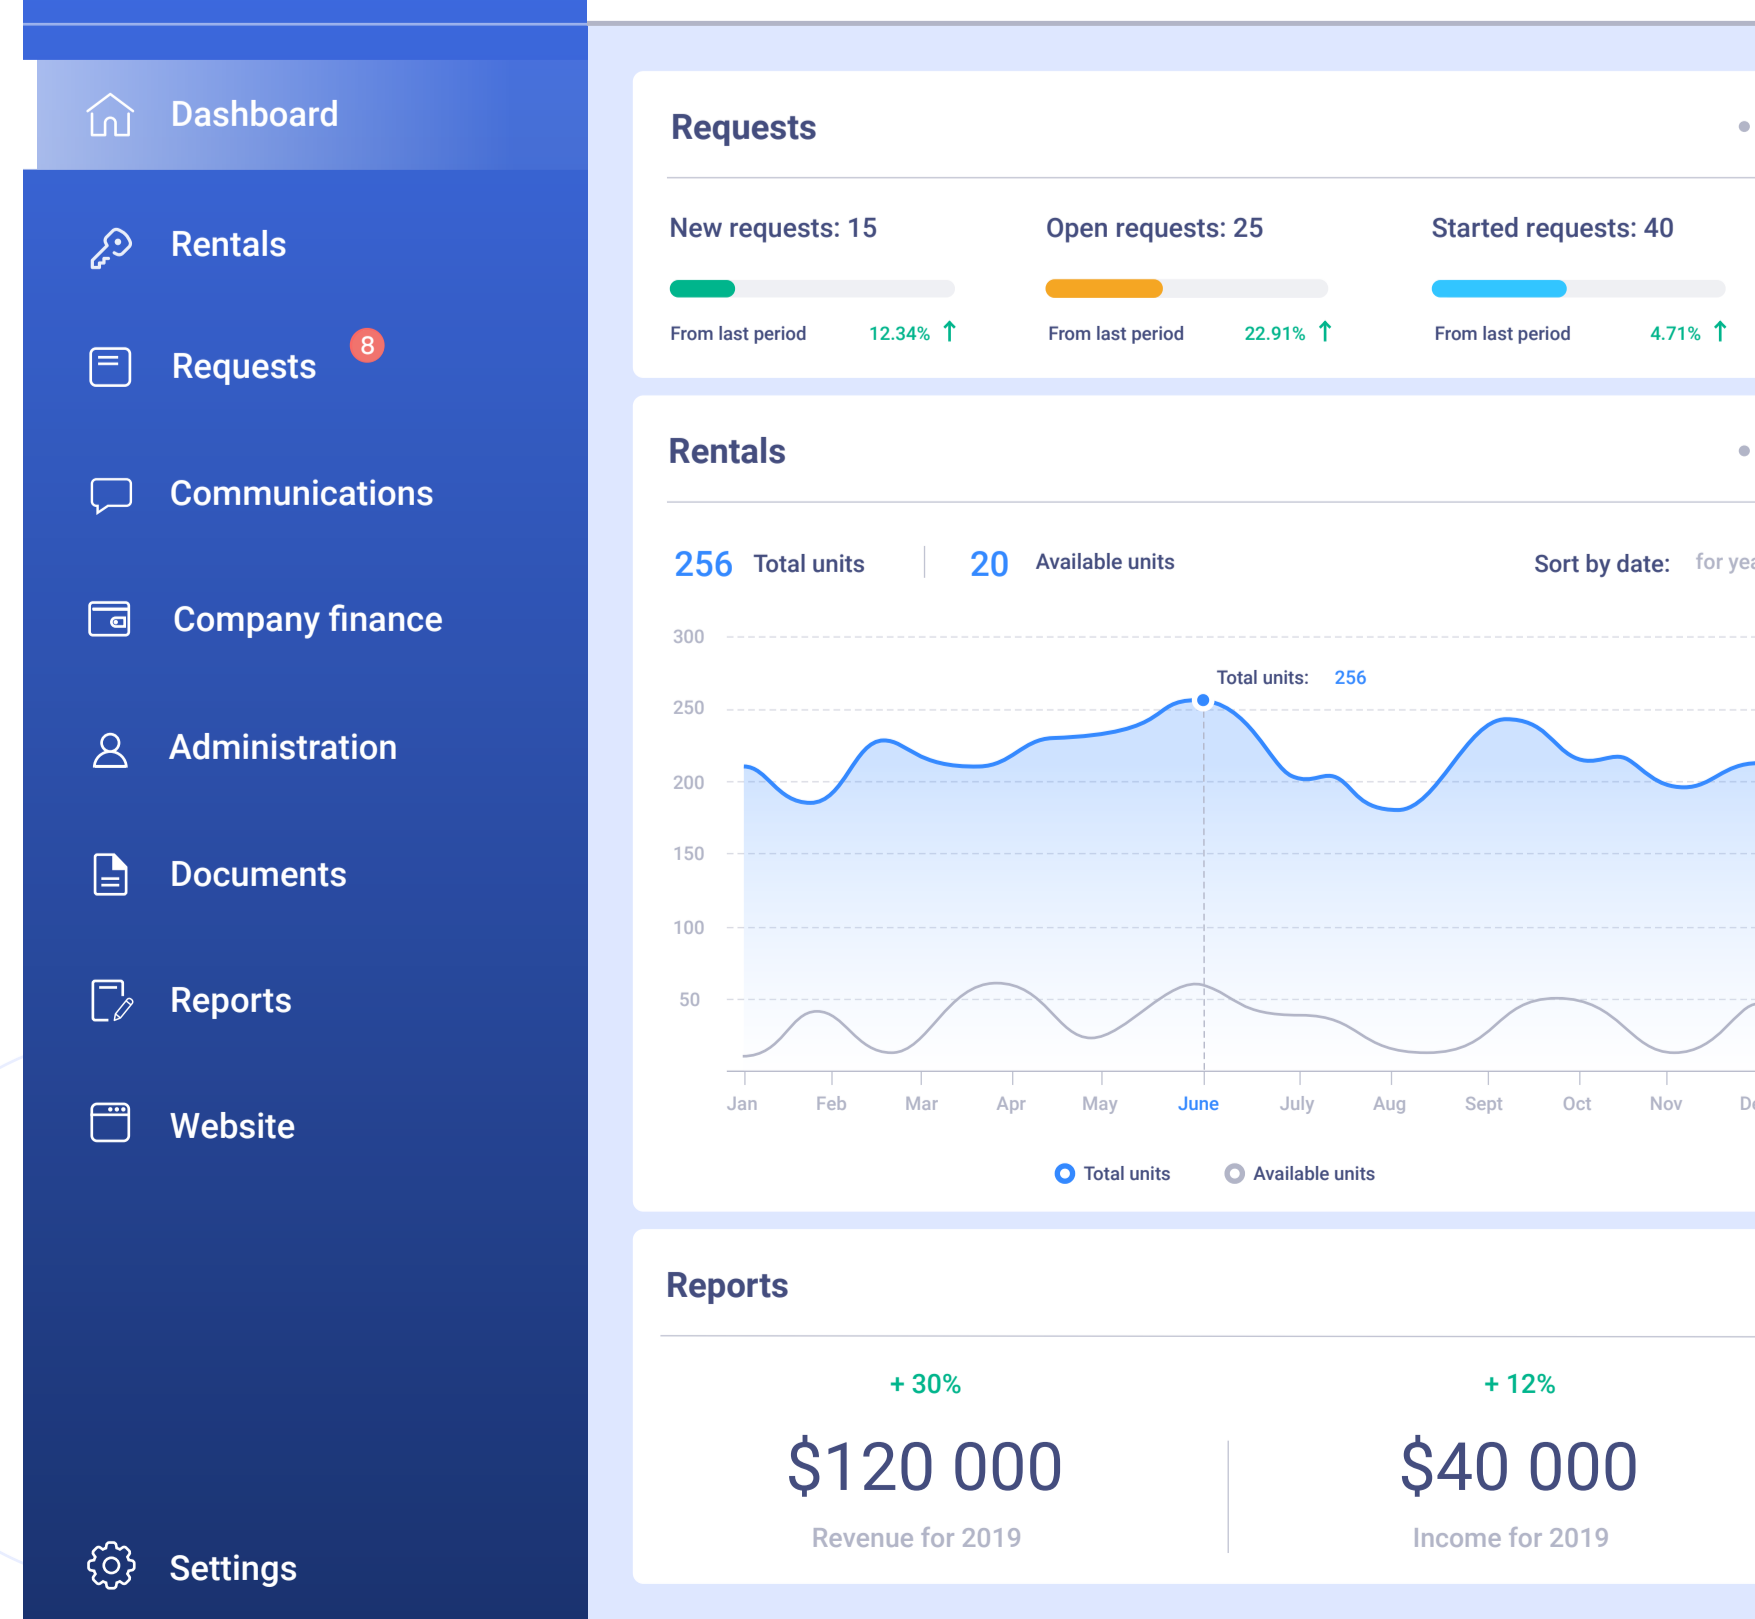 Dashboard
Rentals
Requests 8
Communications
Company finance
Administration
Documents
Reports
Website
Settings
Requests
New requests: 15
From last period 12.34%
Open requests: 25
From last period 22.91%
Started requests: 40
From last period 4.71%
Rentals
256 Total units
20 Available units
Sort by date: for
300
250
200
150
100
50
Total units: 256
Jan Feb Mar Apr May June July Aug Sept Oct Nov
Total units
Available units
Reports
+ 30%
$120 000
Revenue for 2019
+ 12%
$40 000
Income for 2019